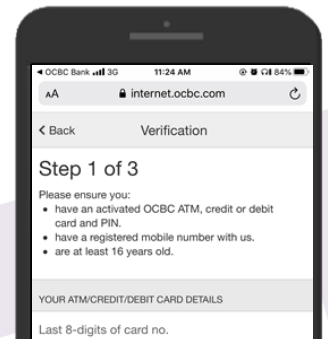 ◀ OCBC Bank 3G 11:24 AM 84%
AA internet.ocbc.com
< Back Verification
Step 1 of 3
Please ensure you:
• have an activated OCBC ATM, credit or debit
card and PIN.
• have a registered mobile number with us.
• are at least 16 years old.
YOUR ATM/CREDIT/DEBIT CARD DETAILS
Last 8-digits of card no.